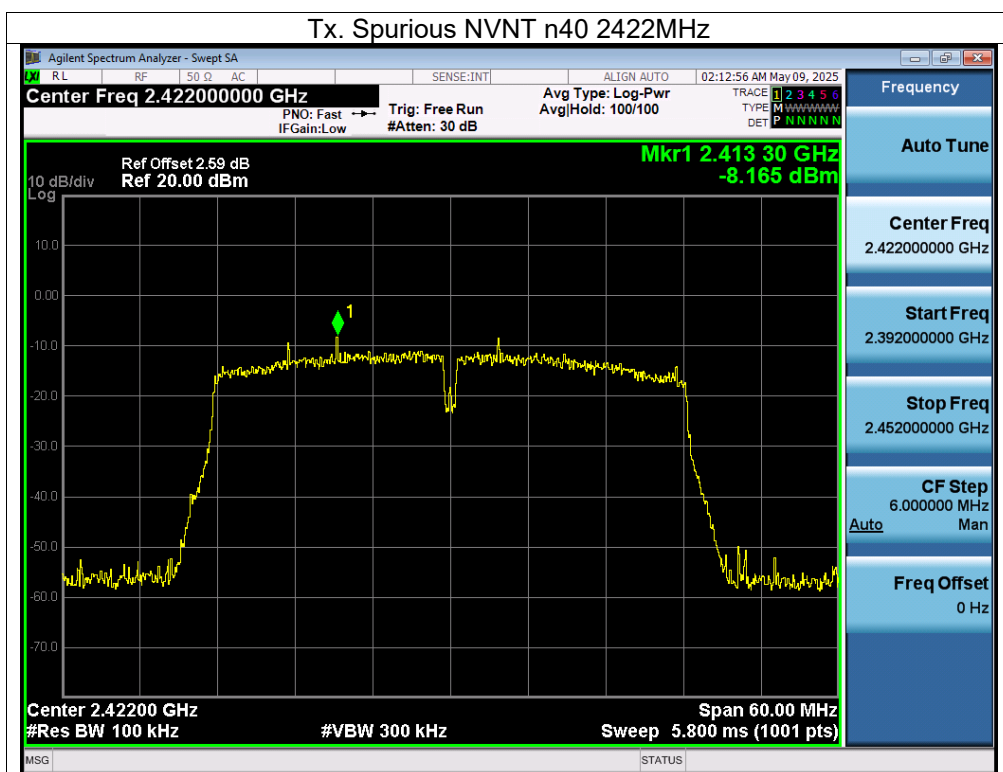 Tx. Spurious NVNT n40 2422MHz
Agilent Spectrum Analyzer - Swept SA
LXI RL RF 50 Ω AC SENSE:INT ALIGN AUTO 02:12:56 AM May 09, 2025
Center Freq 2.422000000 GHz
PNO: Fast
IFGain:Low
Trig: Free Run
#Atten: 30 dB
Avg Type: Log-Pwr
Avg|Hold: 100/100
TRACE 1 2 3 4 5 6
TYPE M WWWWW
DET P N N N N N
Ref Offset 2.59 dB
Ref 20.00 dBm
10 dB/div
Log
Mkr1 2.413 30 GHz
-8.165 dBm
10.0
0.00
-10.0
-20.0
-30.0
-40.0
-50.0
-60.0
-70.0
1
Center 2.42200 GHz
#Res BW 100 kHz
#VBW 300 kHz
Span 60.00 MHz
Sweep 5.800 ms (1001 pts)
MSG
STATUS
Frequency
Auto Tune
Center Freq
2.422000000 GHz
Start Freq
2.392000000 GHz
Stop Freq
2.452000000 GHz
CF Step
6.000000 MHz
Auto Man
Freq Offset
0 Hz